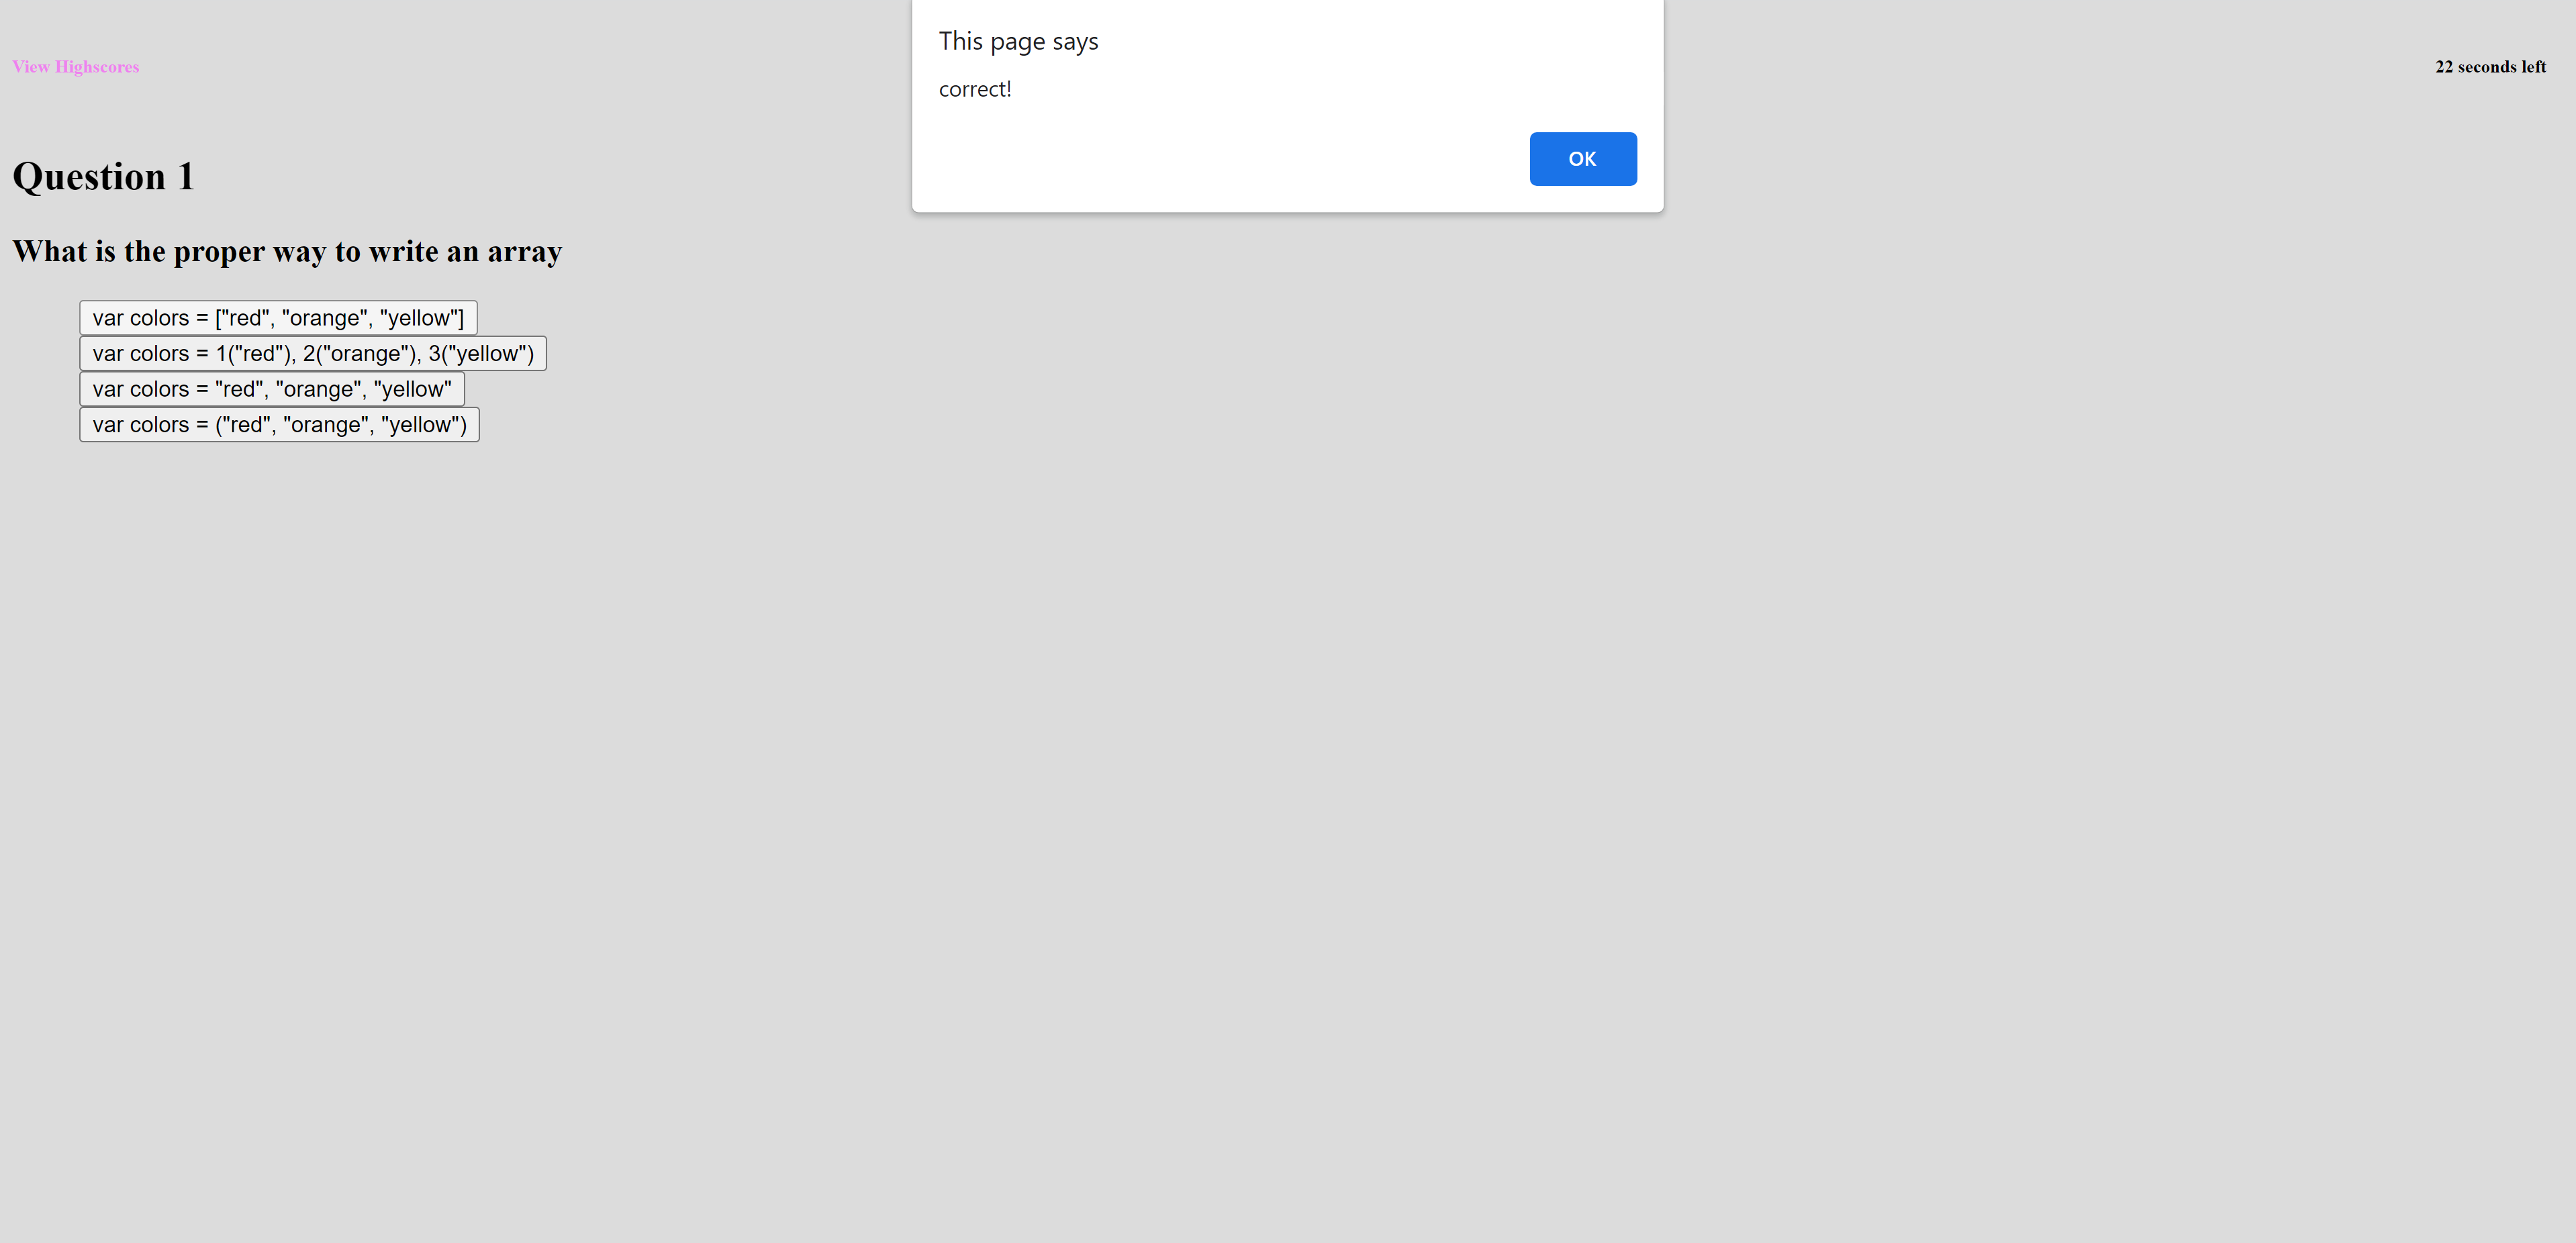 This page says
correct!
OK
View Highscores
22 seconds left
Question 1
What is the proper way to write an array
var colors = ["red", "orange", "yellow"]
var colors = 1("red"), 2("orange"), 3("yellow")
var colors = "red", "orange", "yellow"
var colors = ("red", "orange", "yellow")